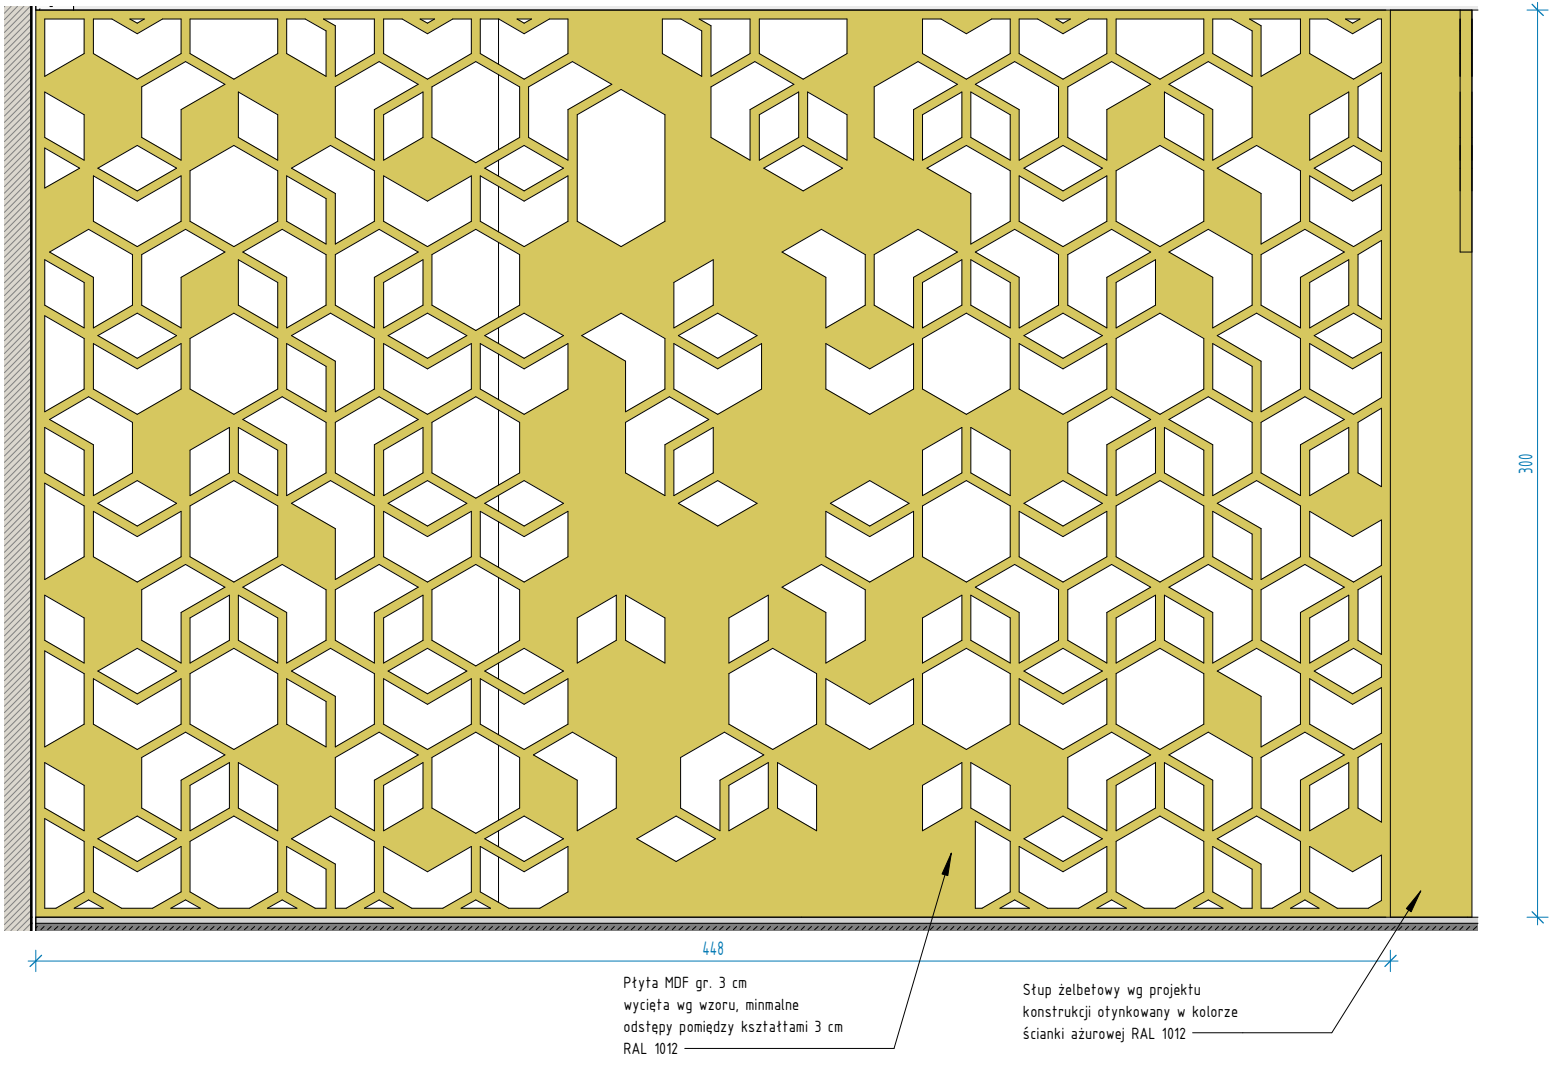 300
448
Płyta MDF gr. 3 cm
wycięta wg wzoru, minmalne
odstępy pomiędzy kształtami 3 cm
RAL 1012
Słup żelbetowy wg projektu
konstrukcji otynkowany w kolorze
ścianki ażurowej RAL 1012